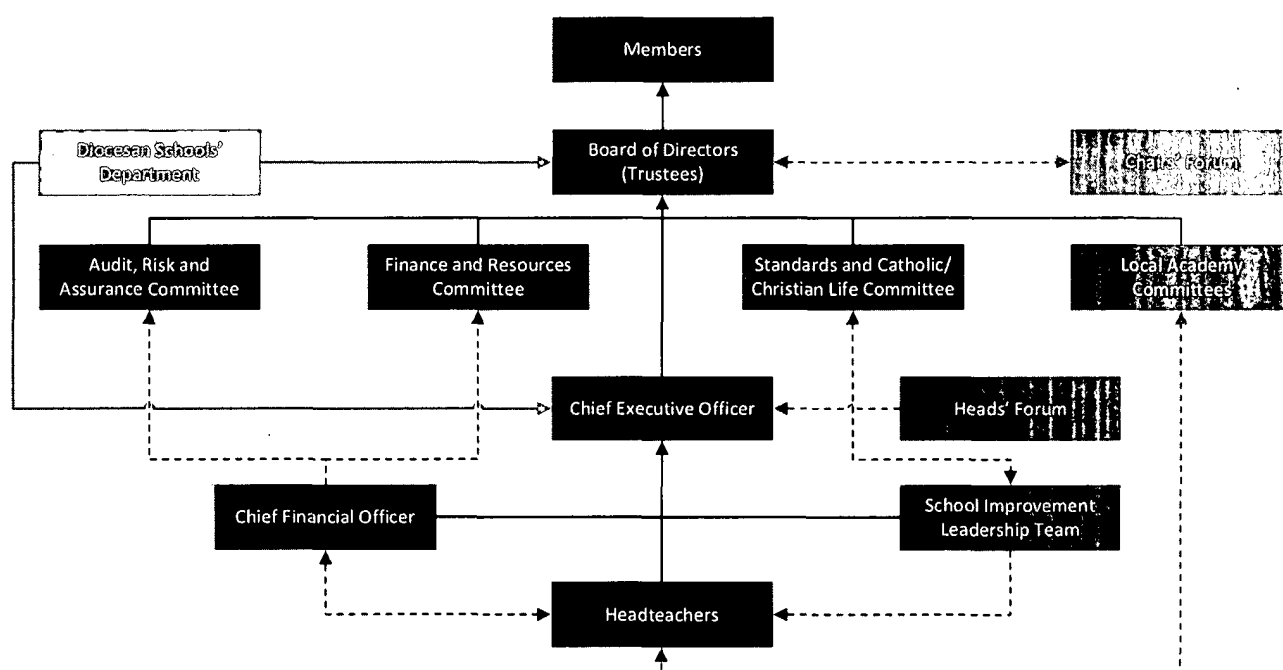 Members
Diocesan Schools'
Department
Board of Directors
(Trustees)
Chairs' Forum
Audit, Risk and
Assurance Committee
Finance and Resources
Committee
Standards and Catholic/
Christian Life Committee
Local Academy
Committees
Chief Executive Officer
Heads' Forum
Chief Financial Officer
School Improvement
Leadership Team
Headteachers